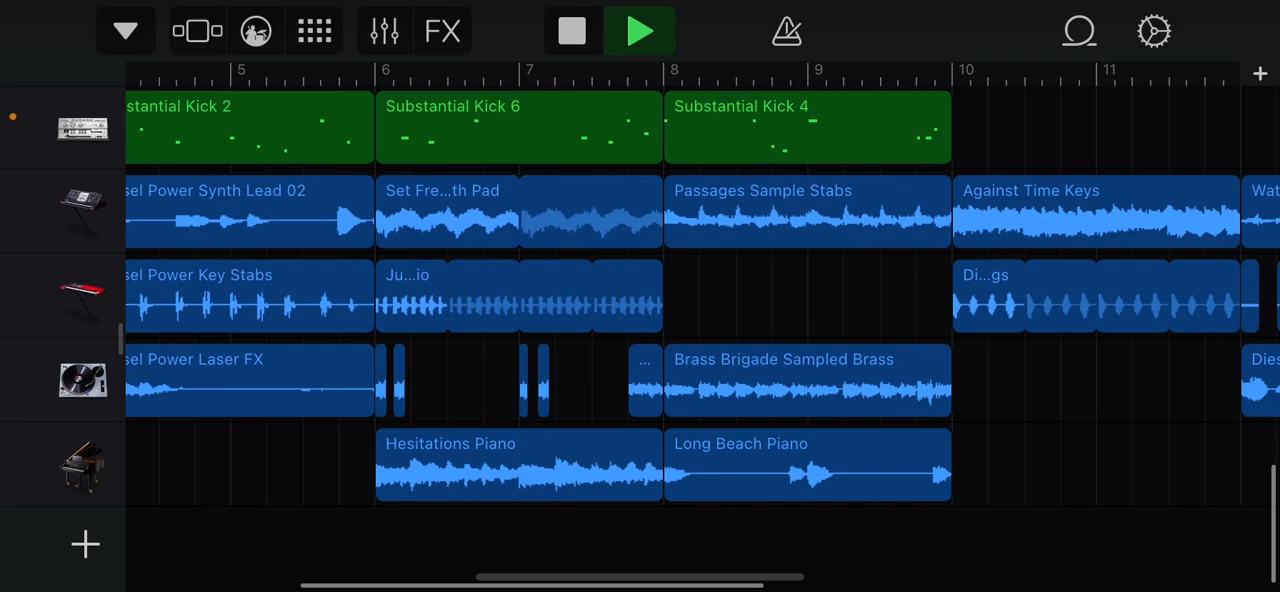 FX
5 6 7 8 9 10 11
stantial Kick 2 Substantial Kick 6 Substantial Kick 4
sel Power Synth Lead 02 Set Fre...th Pad Passages Sample Stabs Against Time Keys Wat
sel Power Key Stabs Ju...io Di...gs
sel Power Laser FX ... Brass Brigade Sampled Brass Dies
Hesitations Piano Long Beach Piano